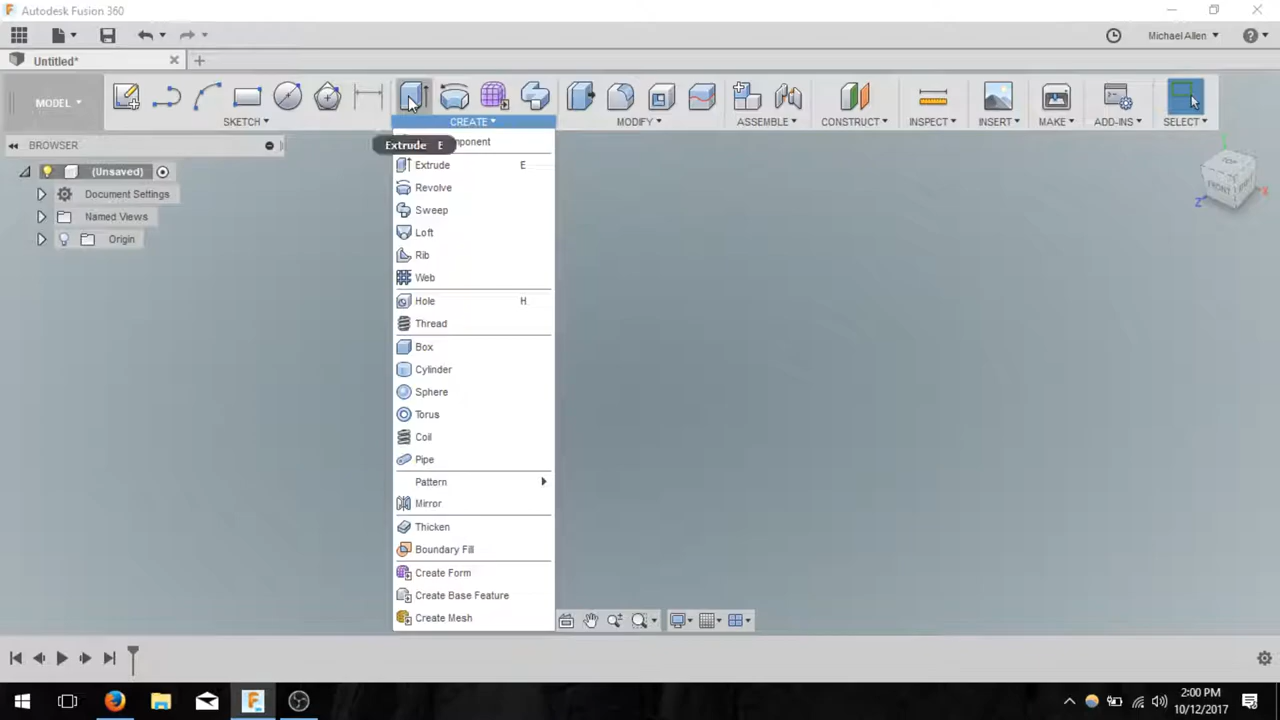 Autodesk Fusion 360
Michael Allen
Untitled*
MODEL
SKETCH
CREATE
MODIFY
ASSEMBLE
CONSTRUCT
INSPECT
INSERT
MAKE
ADD-INS
SELECT
BROWSER
(Unsaved)
Document Settings
Named Views
Origin
Extrude E
Extrude E
Revolve
Sweep
Loft
Rib
Web
Hole H
Thread
Box
Cylinder
Sphere
Torus
Coil
Pipe
Pattern
Mirror
Thicken
Boundary Fill
Create Form
Create Base Feature
Create Mesh
TOP
FRONT
X
Z
2:00 PM
10/12/2017